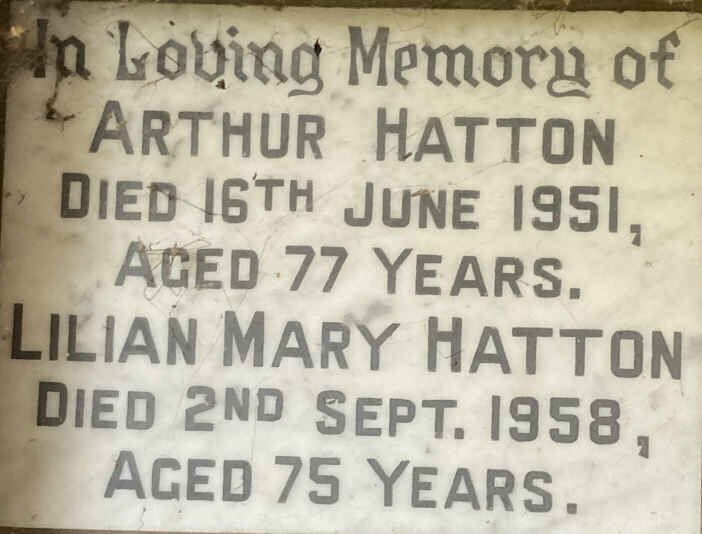 In Loving Memory of
ARTHUR HATTON
DIED 16TH JUNE 1951,
AGED 77 YEARS.
LILIAN MARY HATTON
DIED 2ND SEPT. 1958,
AGED 75 YEARS.